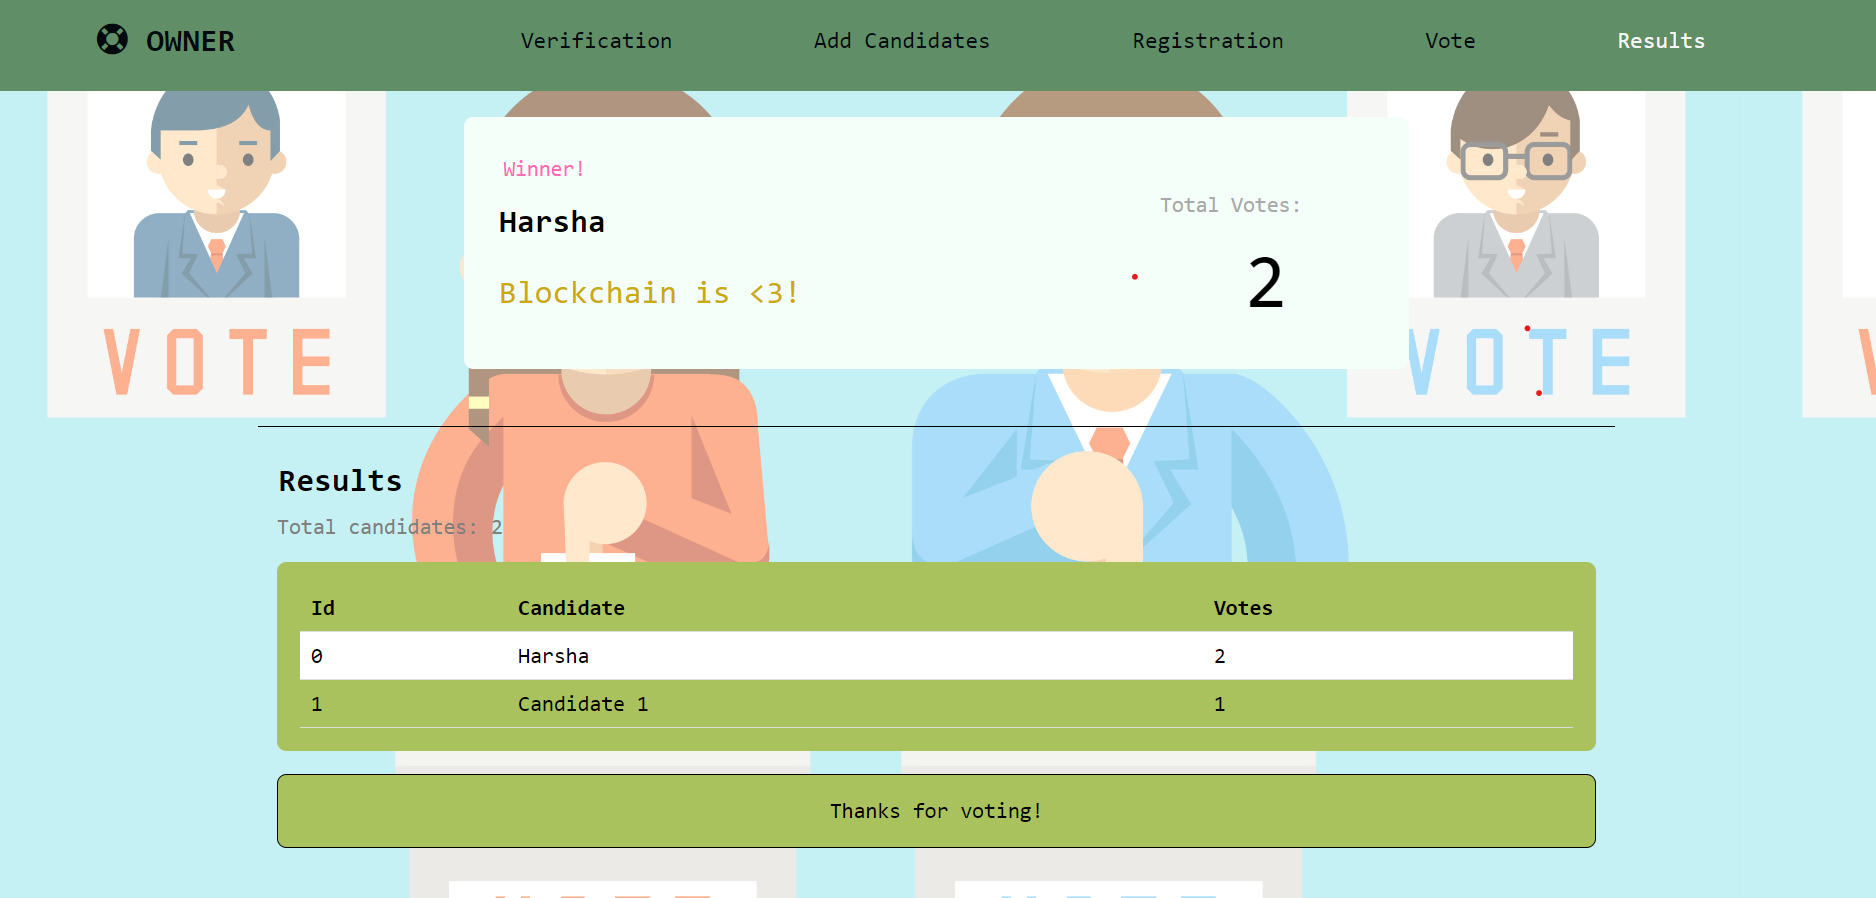 OWNER Verification Add Candidates Registration Vote Results
Winner!
Harsha
Total Votes:
Blockchain is <3!
2
VOTE
VOTE
Results
Total candidates: 2
Id Candidate Votes
0 Harsha 2
1 Candidate 1 1
Thanks for voting!